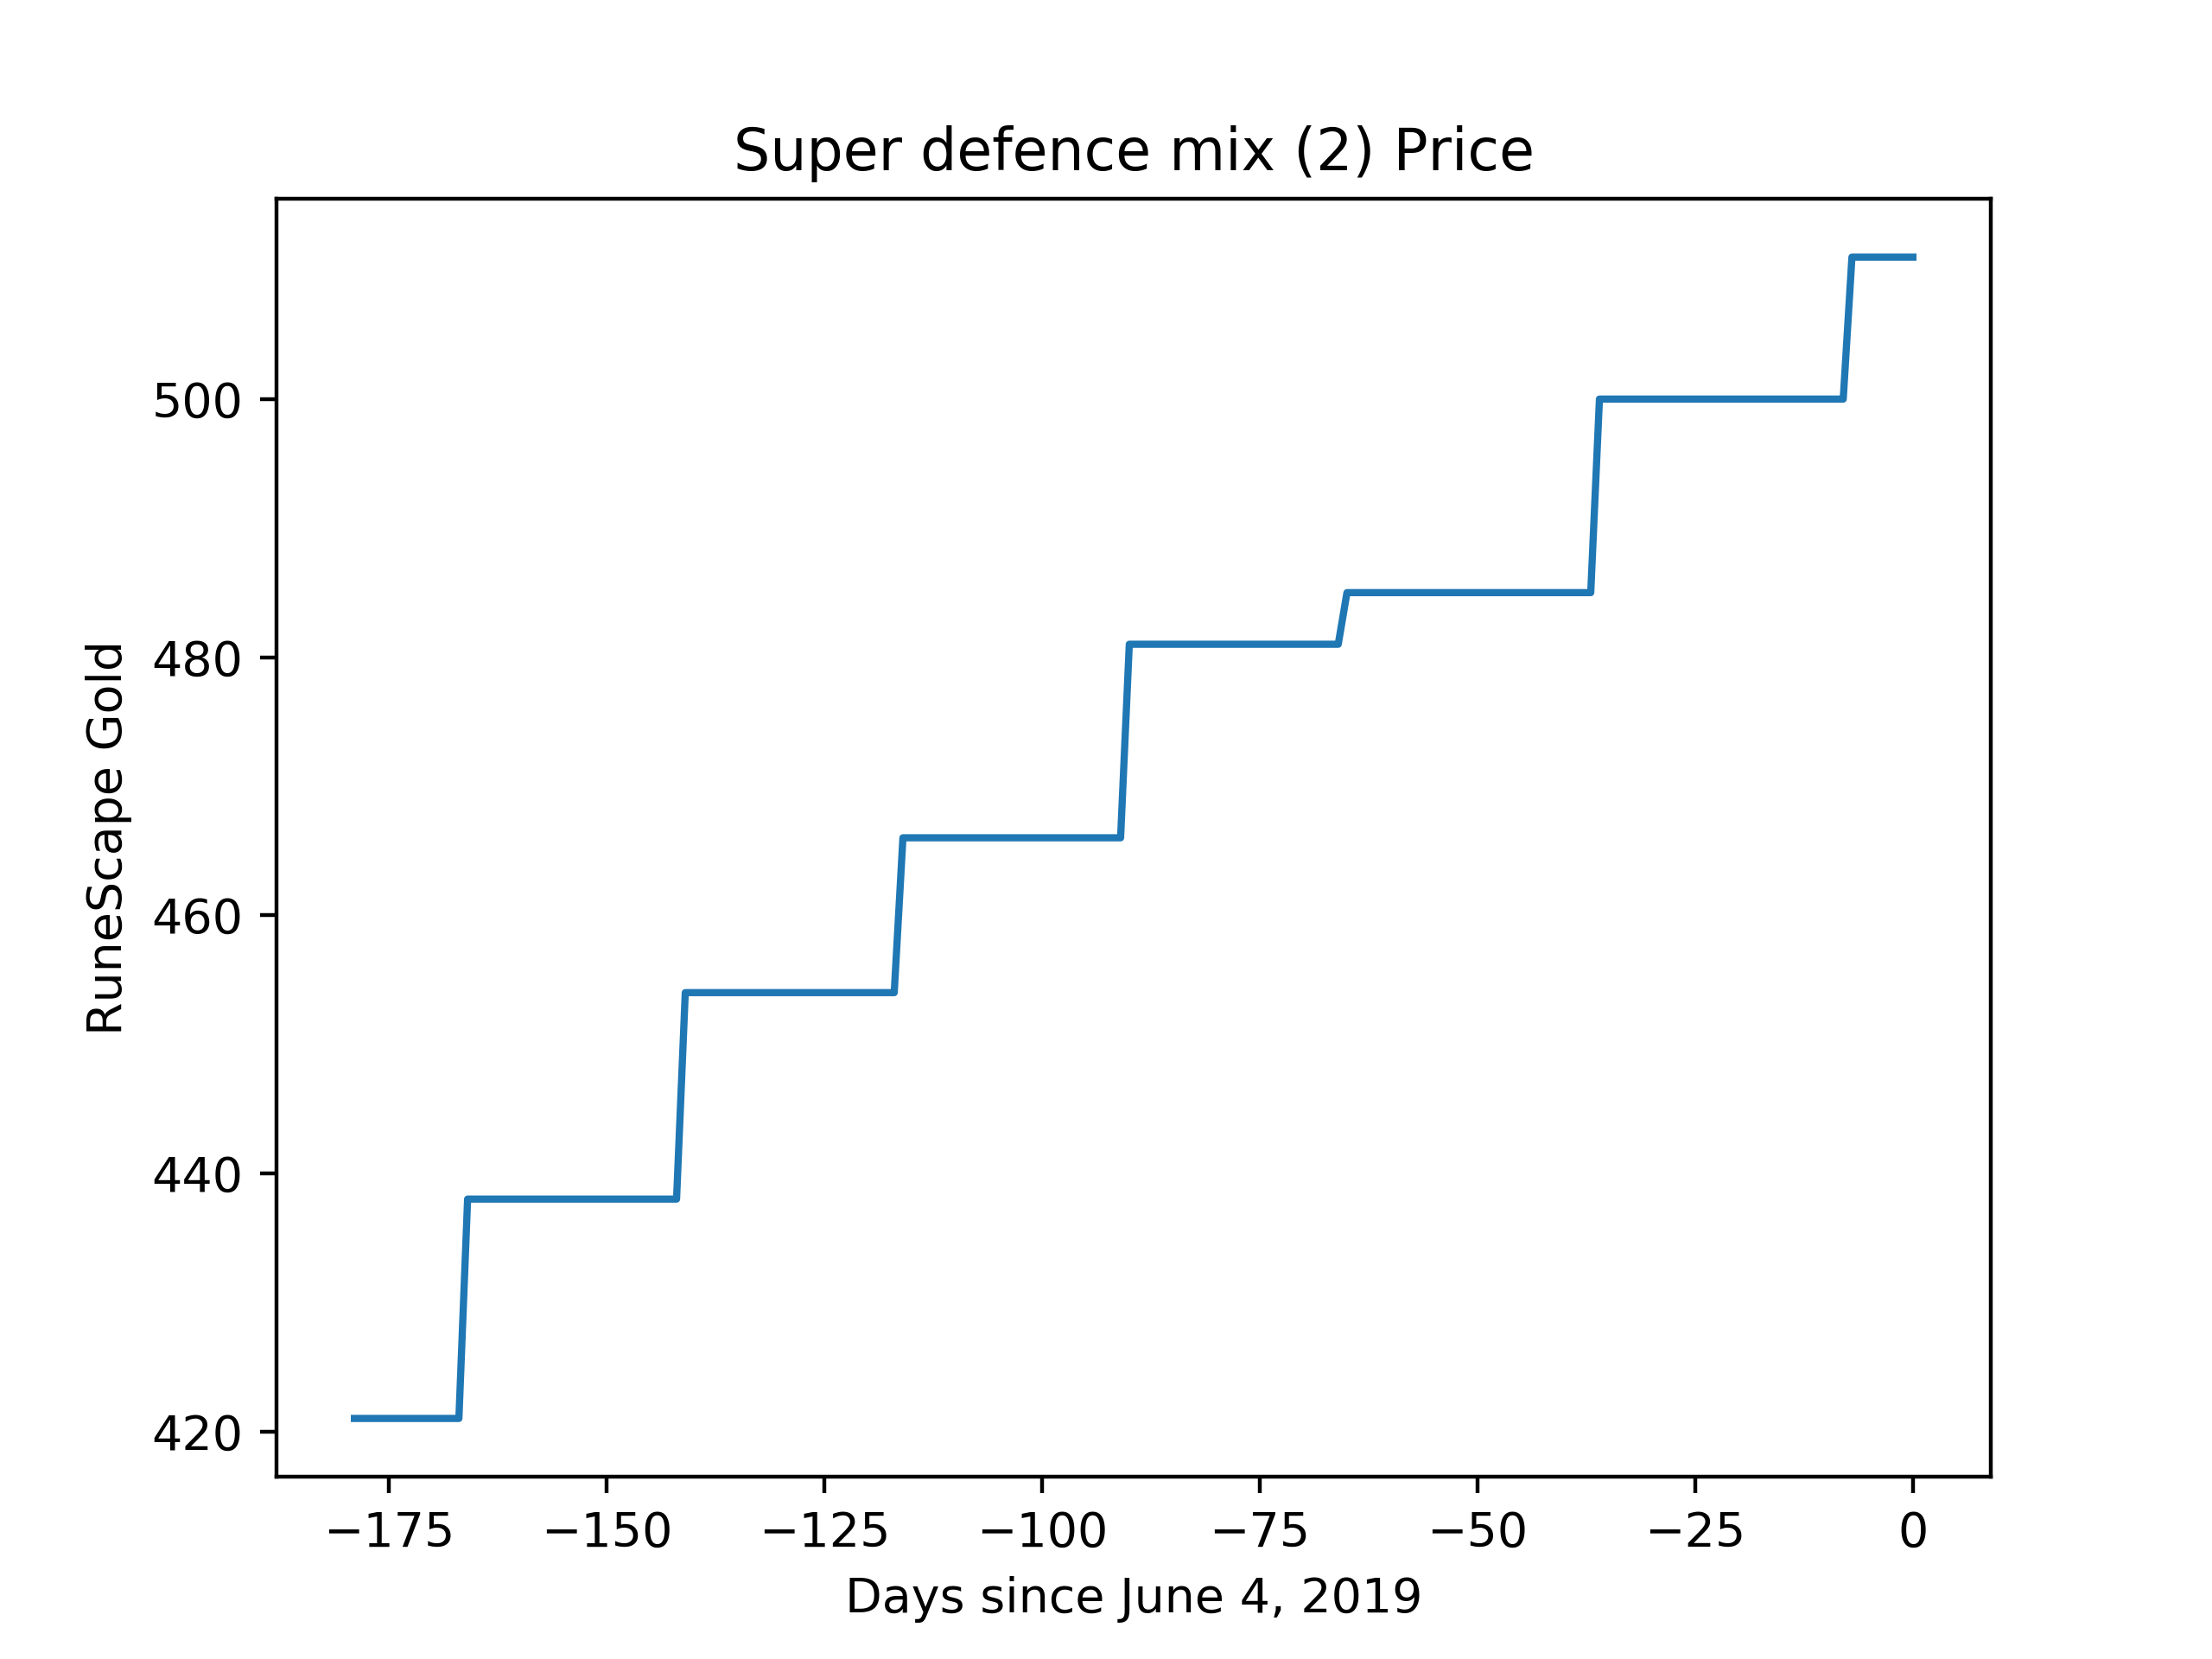 Super defence mix (2) Price
RuneScape Gold
500
480
460
440
420
−175 −150 −125 −100 −75 −50 −25 0
Days since June 4, 2019